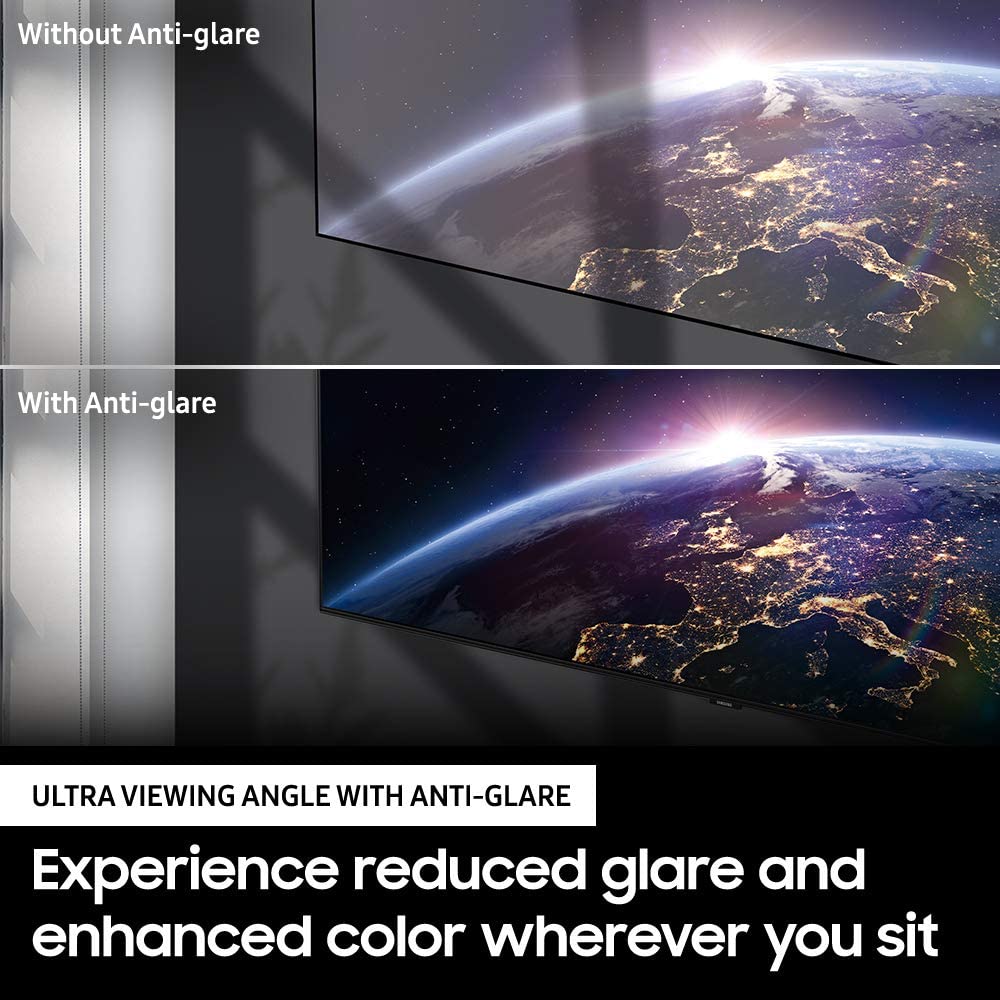 Without Anti-glare
With Anti-glare
SAMSUNG
ULTRA VIEWING ANGLE WITH ANTI-GLARE
Experience reduced glare and
enhanced color wherever you sit